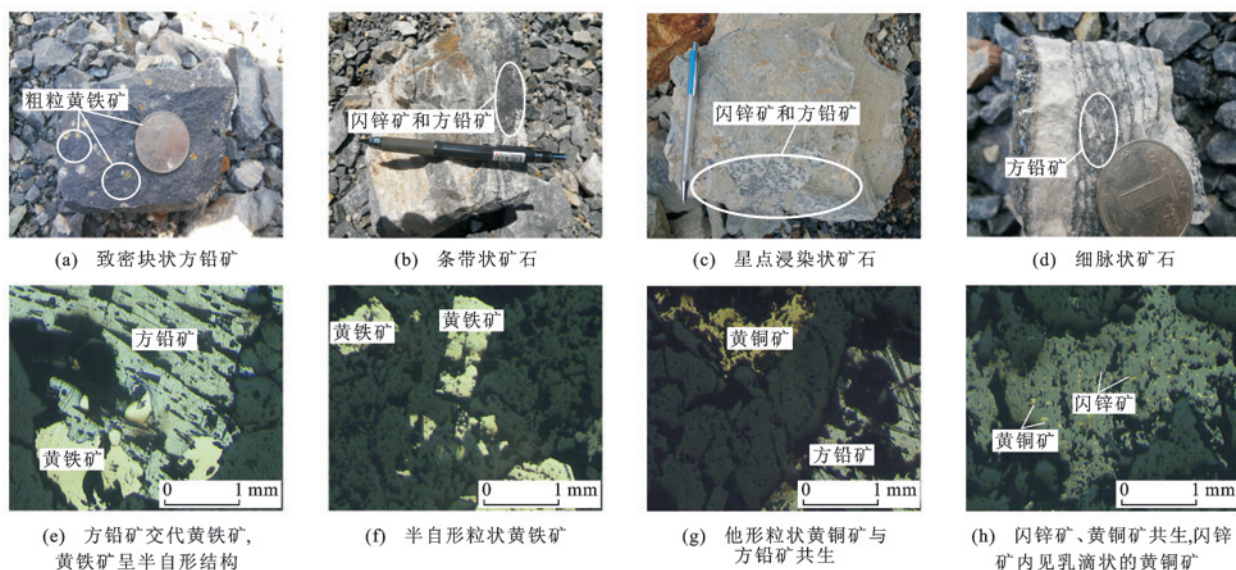 粗粒黄铁矿
(a) 致密块状方铅矿
闪锌矿和方铅矿
(b) 条带状矿石
闪锌矿和方铅矿
(c) 星点浸染状矿石
方铅矿
1
(d) 细脉状矿石
方铅矿
黄铁矿
0 1 mm
(e) 方铅矿交代黄铁矿,
黄铁矿呈半自形结构
黄铁矿
黄铁矿
0 1 mm
(f) 半自形粒状黄铁矿
黄铜矿
方铅矿
0 1 mm
(g) 他形粒状黄铜矿与
方铅矿共生
闪锌矿
黄铜矿
0 1 mm
(h) 闪锌矿、黄铜矿共生,闪锌
矿内见乳滴状的黄铜矿